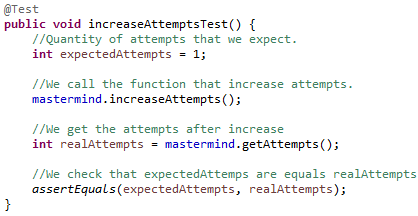 @Test
public void increaseAttemptsTest() {
    //Quantity of attempts that we expect.
    int expectedAttempts = 1;

    //We call the function that increase attempts.
    mastermind.increaseAttempts();

    //We get the attempts after increase
    int realAttempts = mastermind.getAttempts();

    //We check that expectedAttemps are equals realAttempts
    assertEquals(expectedAttempts, realAttempts);
}